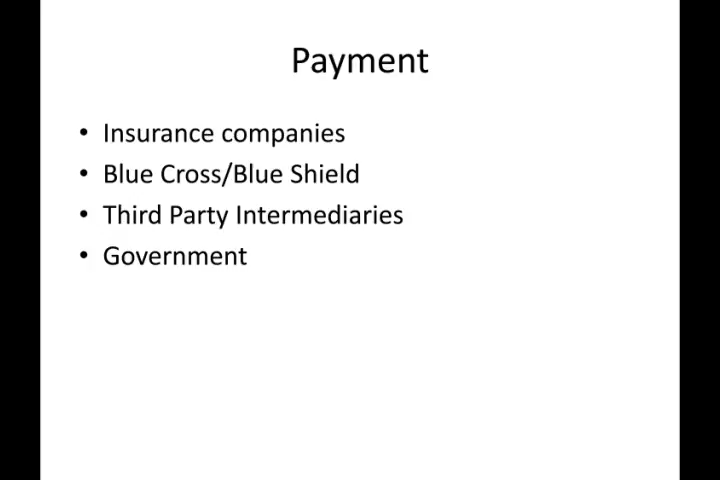 Payment
• Insurance companies
• Blue Cross/Blue Shield
• Third Party Intermediaries
• Government